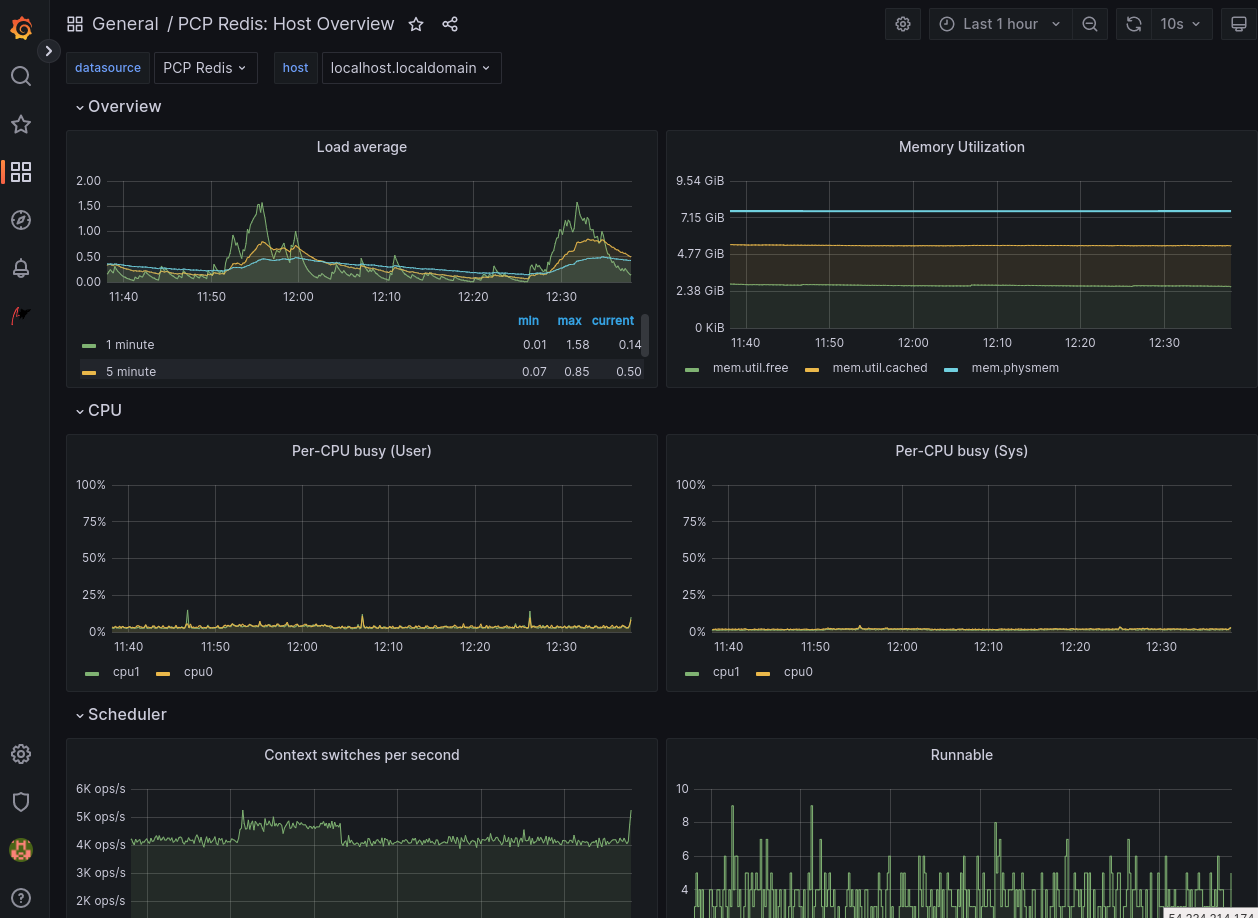 General / PCP Redis: Host Overview
Last 1 hour
10s
datasource PCP Redis host localhost.localdomain
Overview
Load average
2.00
1.50
1.00
0.50
0.00
11:40 11:50 12:00 12:10 12:20 12:30
min max current
1 minute 0.01 1.58 0.14
5 minute 0.07 0.85 0.50
Memory Utilization
9.54 GiB
7.15 GiB
4.77 GiB
2.38 GiB
0 KiB
11:40 11:50 12:00 12:10 12:20 12:30
mem.util.free mem.util.cached mem.physmem
CPU
Per-CPU busy (User)
100%
75%
50%
25%
0%
11:40 11:50 12:00 12:10 12:20 12:30
cpu1 cpu0
Per-CPU busy (Sys)
100%
75%
50%
25%
0%
11:40 11:50 12:00 12:10 12:20 12:30
cpu1 cpu0
Scheduler
Context switches per second
6K ops/s
5K ops/s
4K ops/s
3K ops/s
2K ops/s
Runnable
10
8
6
4